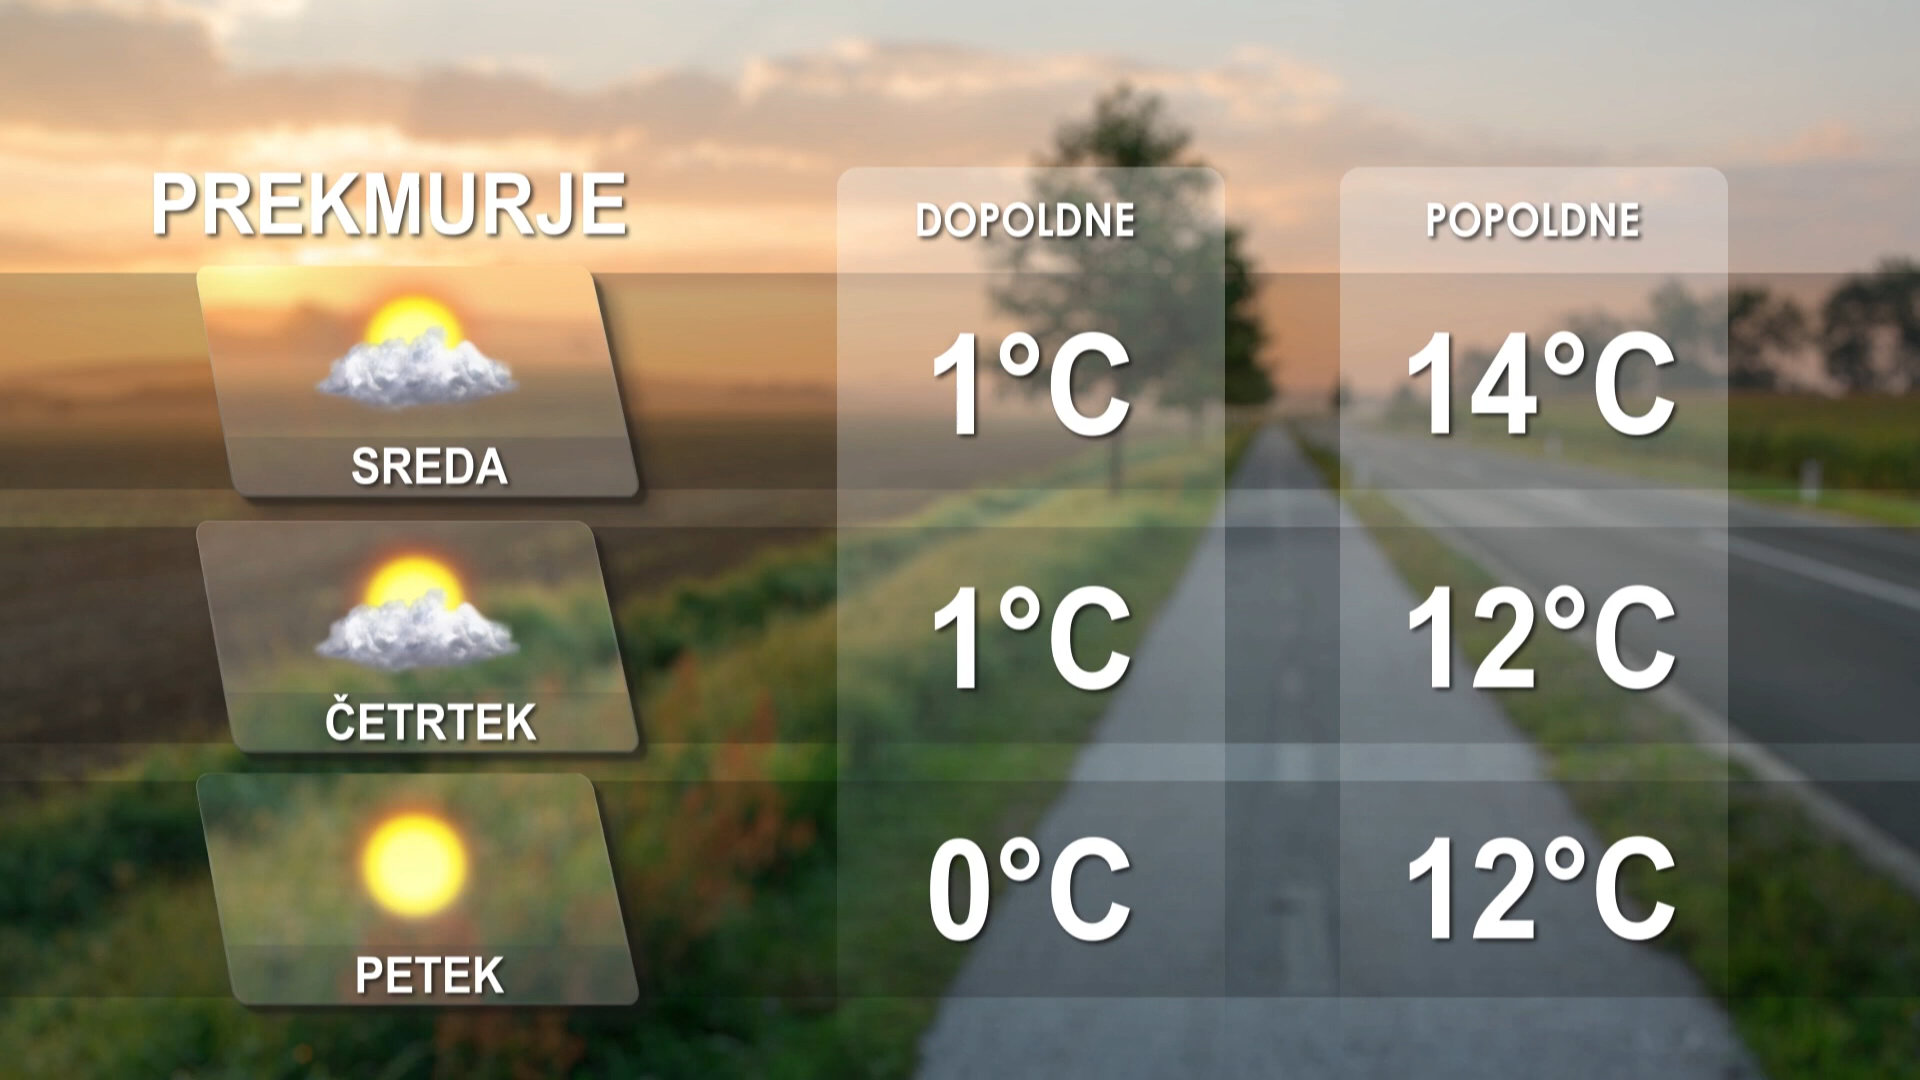 PREKMURJE
DOPOLDNE POPOLDNE
SREDA 1°C 14°C
ČETRTEK 1°C 12°C
PETEK 0°C 12°C